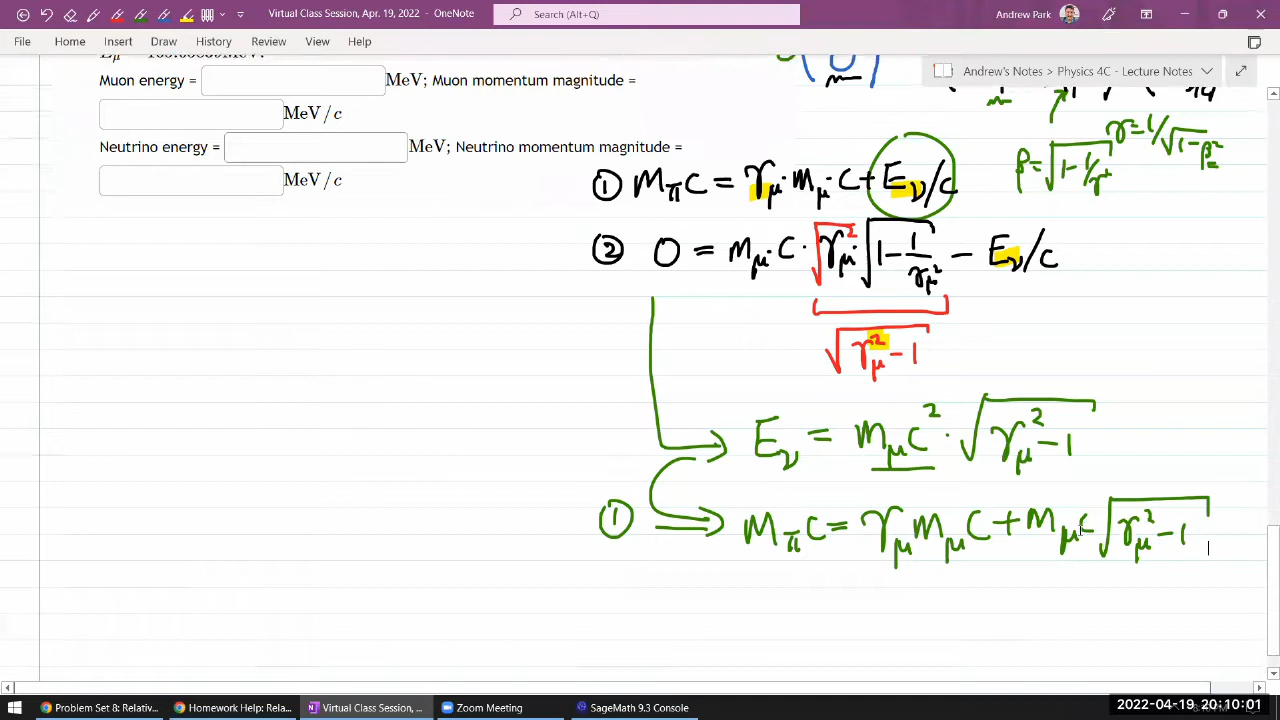 Virtual Class Session, Apr. 19, 2022 - OneNote
Search (Alt+Q)
Andrew Park
File Home Insert Draw History Review View Help
Andrew's Notes > Physics 4C - Lecture Notes
Muon energy = MeV; Muon momentum magnitude =
MeV/c
Neutrino energy = MeV; Neutrino momentum magnitude =
MeV/c
γ=1/√(1-β²)
β=√(1-1/γ²)
① m_π c = γ_μ·m_μ·c + E_ν/c
② 0 = m_μ·c·γ_μ·√(1-1/γ_μ²) - E_ν/c
√(γ_μ²-1)
E_ν = m_μ c²·√(γ_μ²-1)
① m_π c = γ_μ m_μ c + m_μ c √(γ_μ²-1)
Problem Set 8: Relativ... Homework Help: Rela... Virtual Class Session,... Zoom Meeting SageMath 9.3 Console
2022-04-19 20:10:01